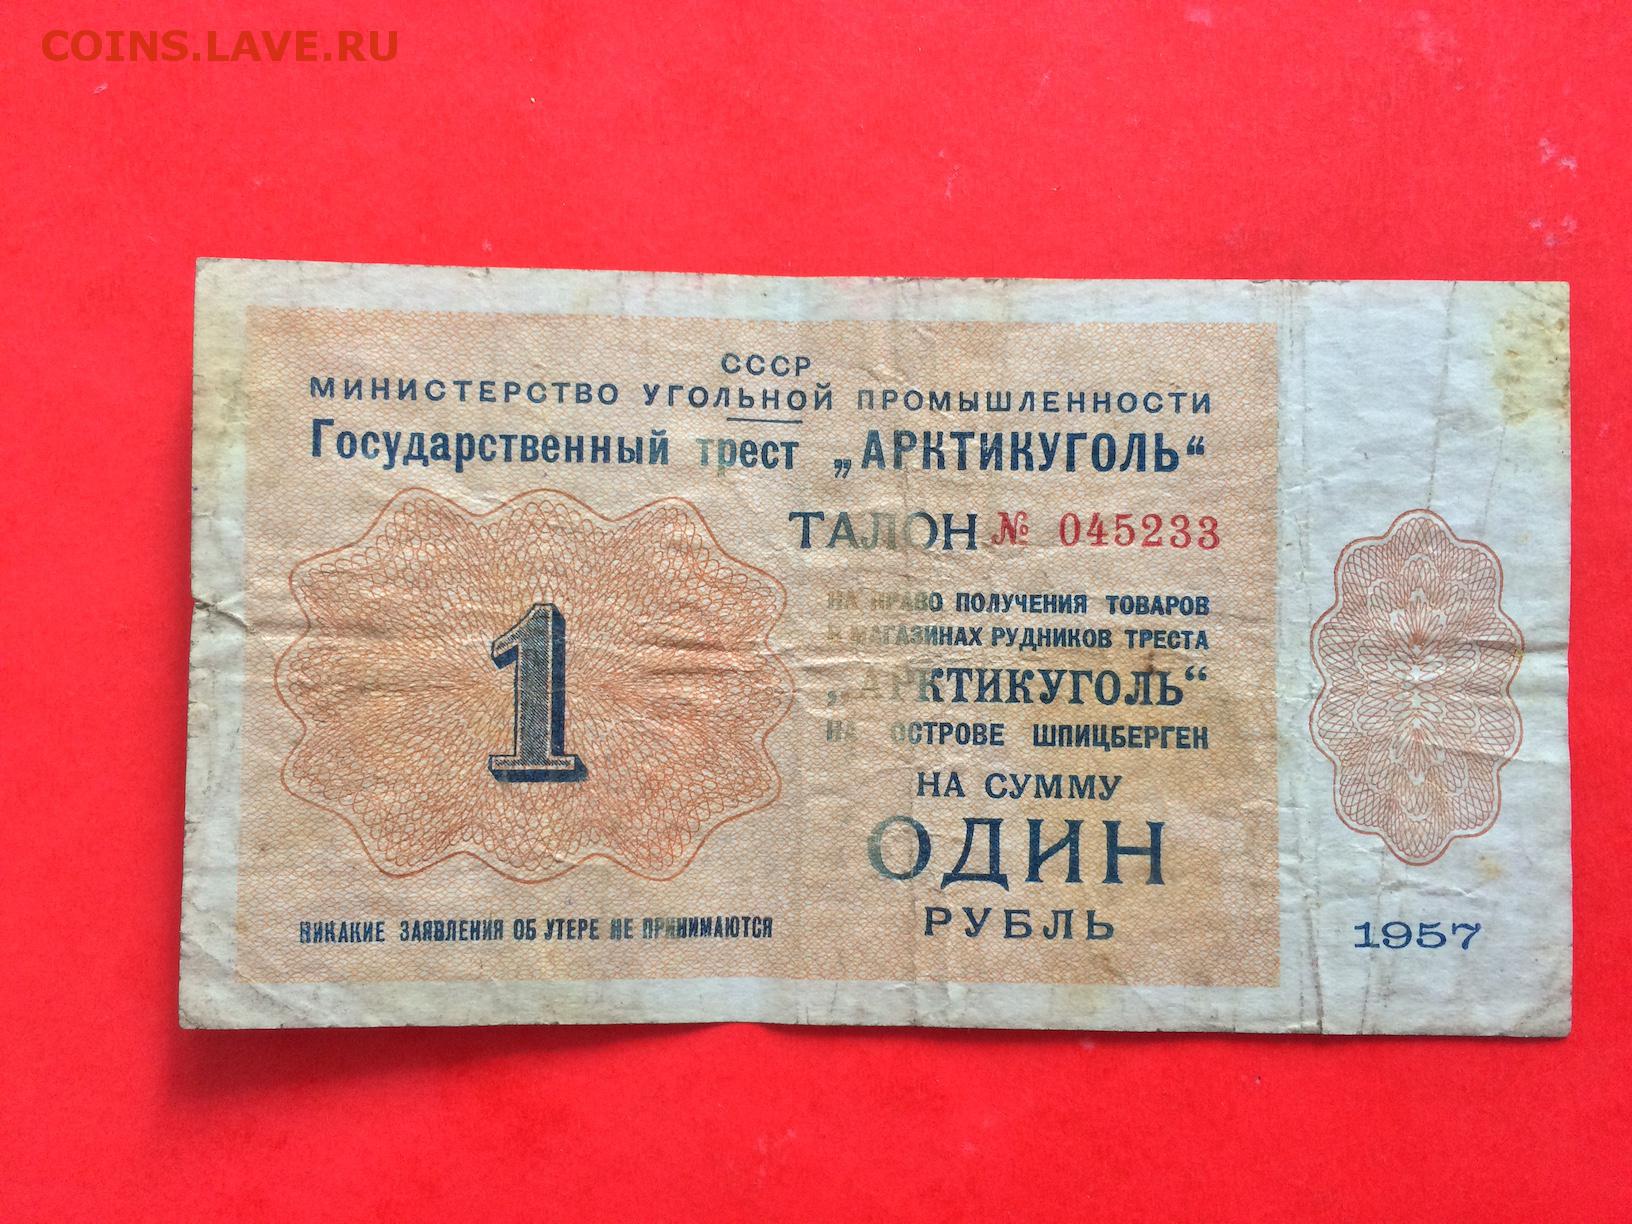 COINS.LAVE.RU
СССР
МИНИСТЕРСТВО УГОЛЬНОЙ ПРОМЫШЛЕННОСТИ
Государственный трест „АРКТИКУГОЛЬ“
ТАЛОН № 045233
НА ПРАВО ПОЛУЧЕНИЯ ТОВАРОВ
В МАГАЗИНАХ РУДНИКОВ ТРЕСТА
„АРКТИКУГОЛЬ“
НА ОСТРОВЕ ШПИЦБЕРГЕН
НА СУММУ
ОДИН
РУБЛЬ
1
НИКАКИЕ ЗАЯВЛЕНИЯ ОБ УТЕРЕ НЕ ПРИНИМАЮТСЯ
1957